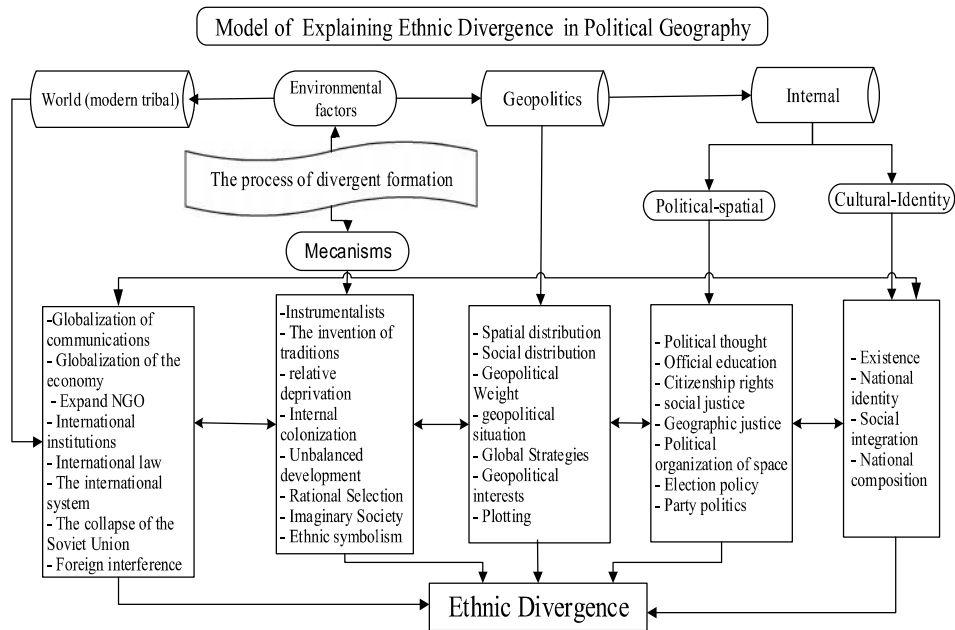 Model of Explaining Ethnic Divergence in Political Geography
World (modern tribal)
Environmental
factors
Geopolitics
Internal
The process of divergent formation
Political-spatial
Cultural-Identity
Mecanisms
-Globalization of
communications
- Globalization of the
economy
- Expand NGO
- International
institutions
- International law
- The international
system
- The collapse of the
Soviet Union
- Foreign interference
-Instrumentalists
- The invention of
traditions
- relative
deprivation
- Internal
colonization
- Unbalanced
development
- Rational Selection
- Imaginary Society
- Ethnic symbolism
- Spatial distribution
- Social distribution
- Geopolitical
Weight
- geopolitical
situation
- Global Strategies
- Geopolitical
interests
- Plotting
- Political thought
- Official education
- Citizenship rights
- social justice
- Geographic justice
- Political
organization of space
- Election policy
- Party politics
- Existence
- National
identity
- Social
integration
- National
composition
Ethnic Divergence